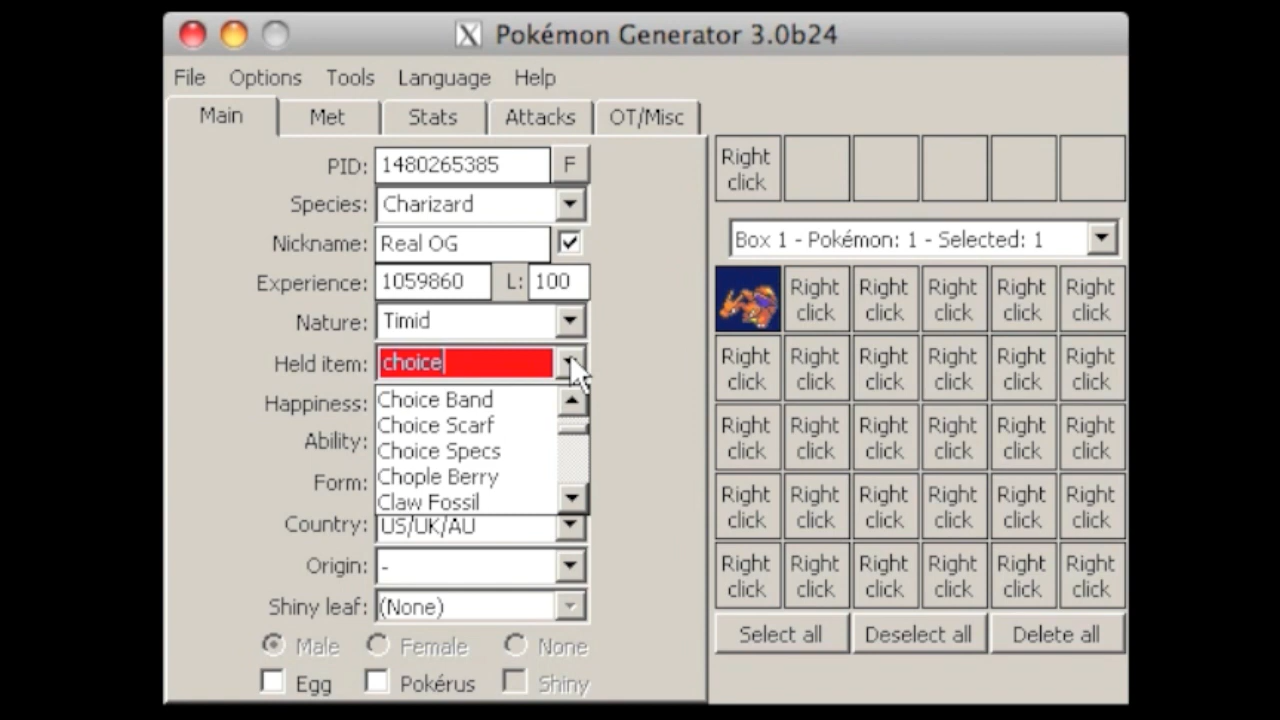 Pokémon Generator 3.0b24
File Options Tools Language Help
Main Met Stats Attacks OT/Misc
PID: 1480265385 F
Species: Charizard
Nickname: Real OG
Experience: 1059860 L: 100
Nature: Timid
Held item: choice
Choice Band
Choice Scarf
Choice Specs
Chople Berry
Claw Fossil
Happiness:
Ability:
Form:
Country: US/UK/AU
Origin: -
Shiny leaf: (None)
Male Female None
Egg Pokérus Shiny
Right click
Box 1 - Pokémon: 1 - Selected: 1
Right click Right click Right click Right click Right click
Right click Right click Right click Right click Right click Right click
Right click Right click Right click Right click Right click Right click
Right click Right click Right click Right click Right click Right click
Right click Right click Right click Right click Right click Right click
Select all Deselect all Delete all